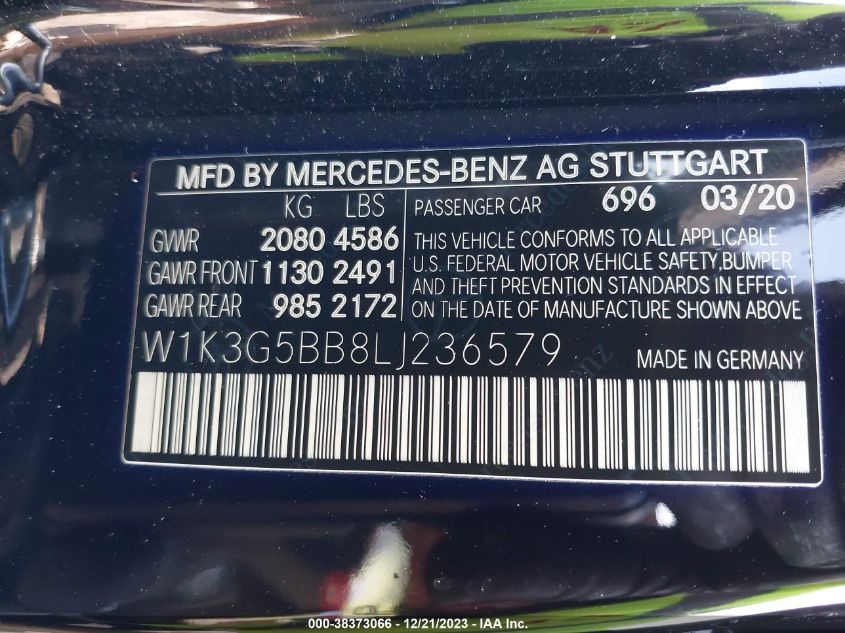 MFD BY MERCEDES-BENZ AG STUTTGART
KG LBS
GVWR 2080 4586
GAWR FRONT 1130 2491
GAWR REAR 985 2172
PASSENGER CAR 696 03/20
THIS VEHICLE CONFORMS TO ALL APPLICABLE
U.S. FEDERAL MOTOR VEHICLE SAFETY,BUMPER
AND THEFT PREVENTION STANDARDS IN EFFECT
ON THE DATE OF MANUFACTURE SHOWN ABOVE
W1K3G5BB8LJ236579
MADE IN GERMANY
000-38373066 - 12/21/2023 - IAA Inc.